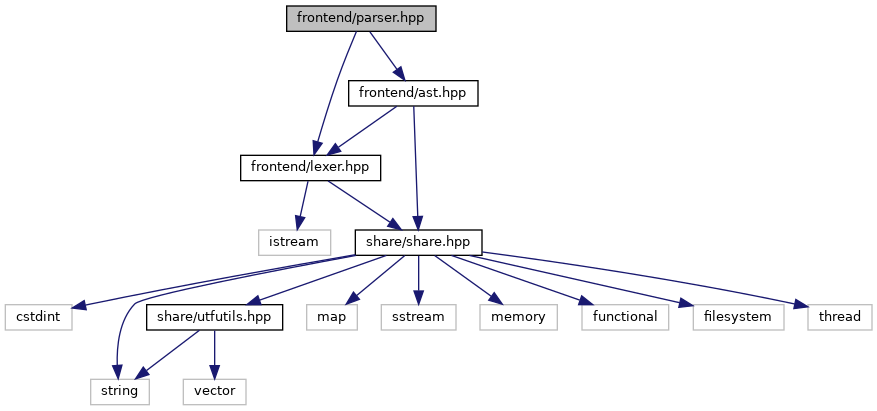 frontend/parser.hpp
frontend/ast.hpp
frontend/lexer.hpp
istream
share/share.hpp
cstdint
share/utfutils.hpp
map
sstream
memory
functional
filesystem
thread
string
vector